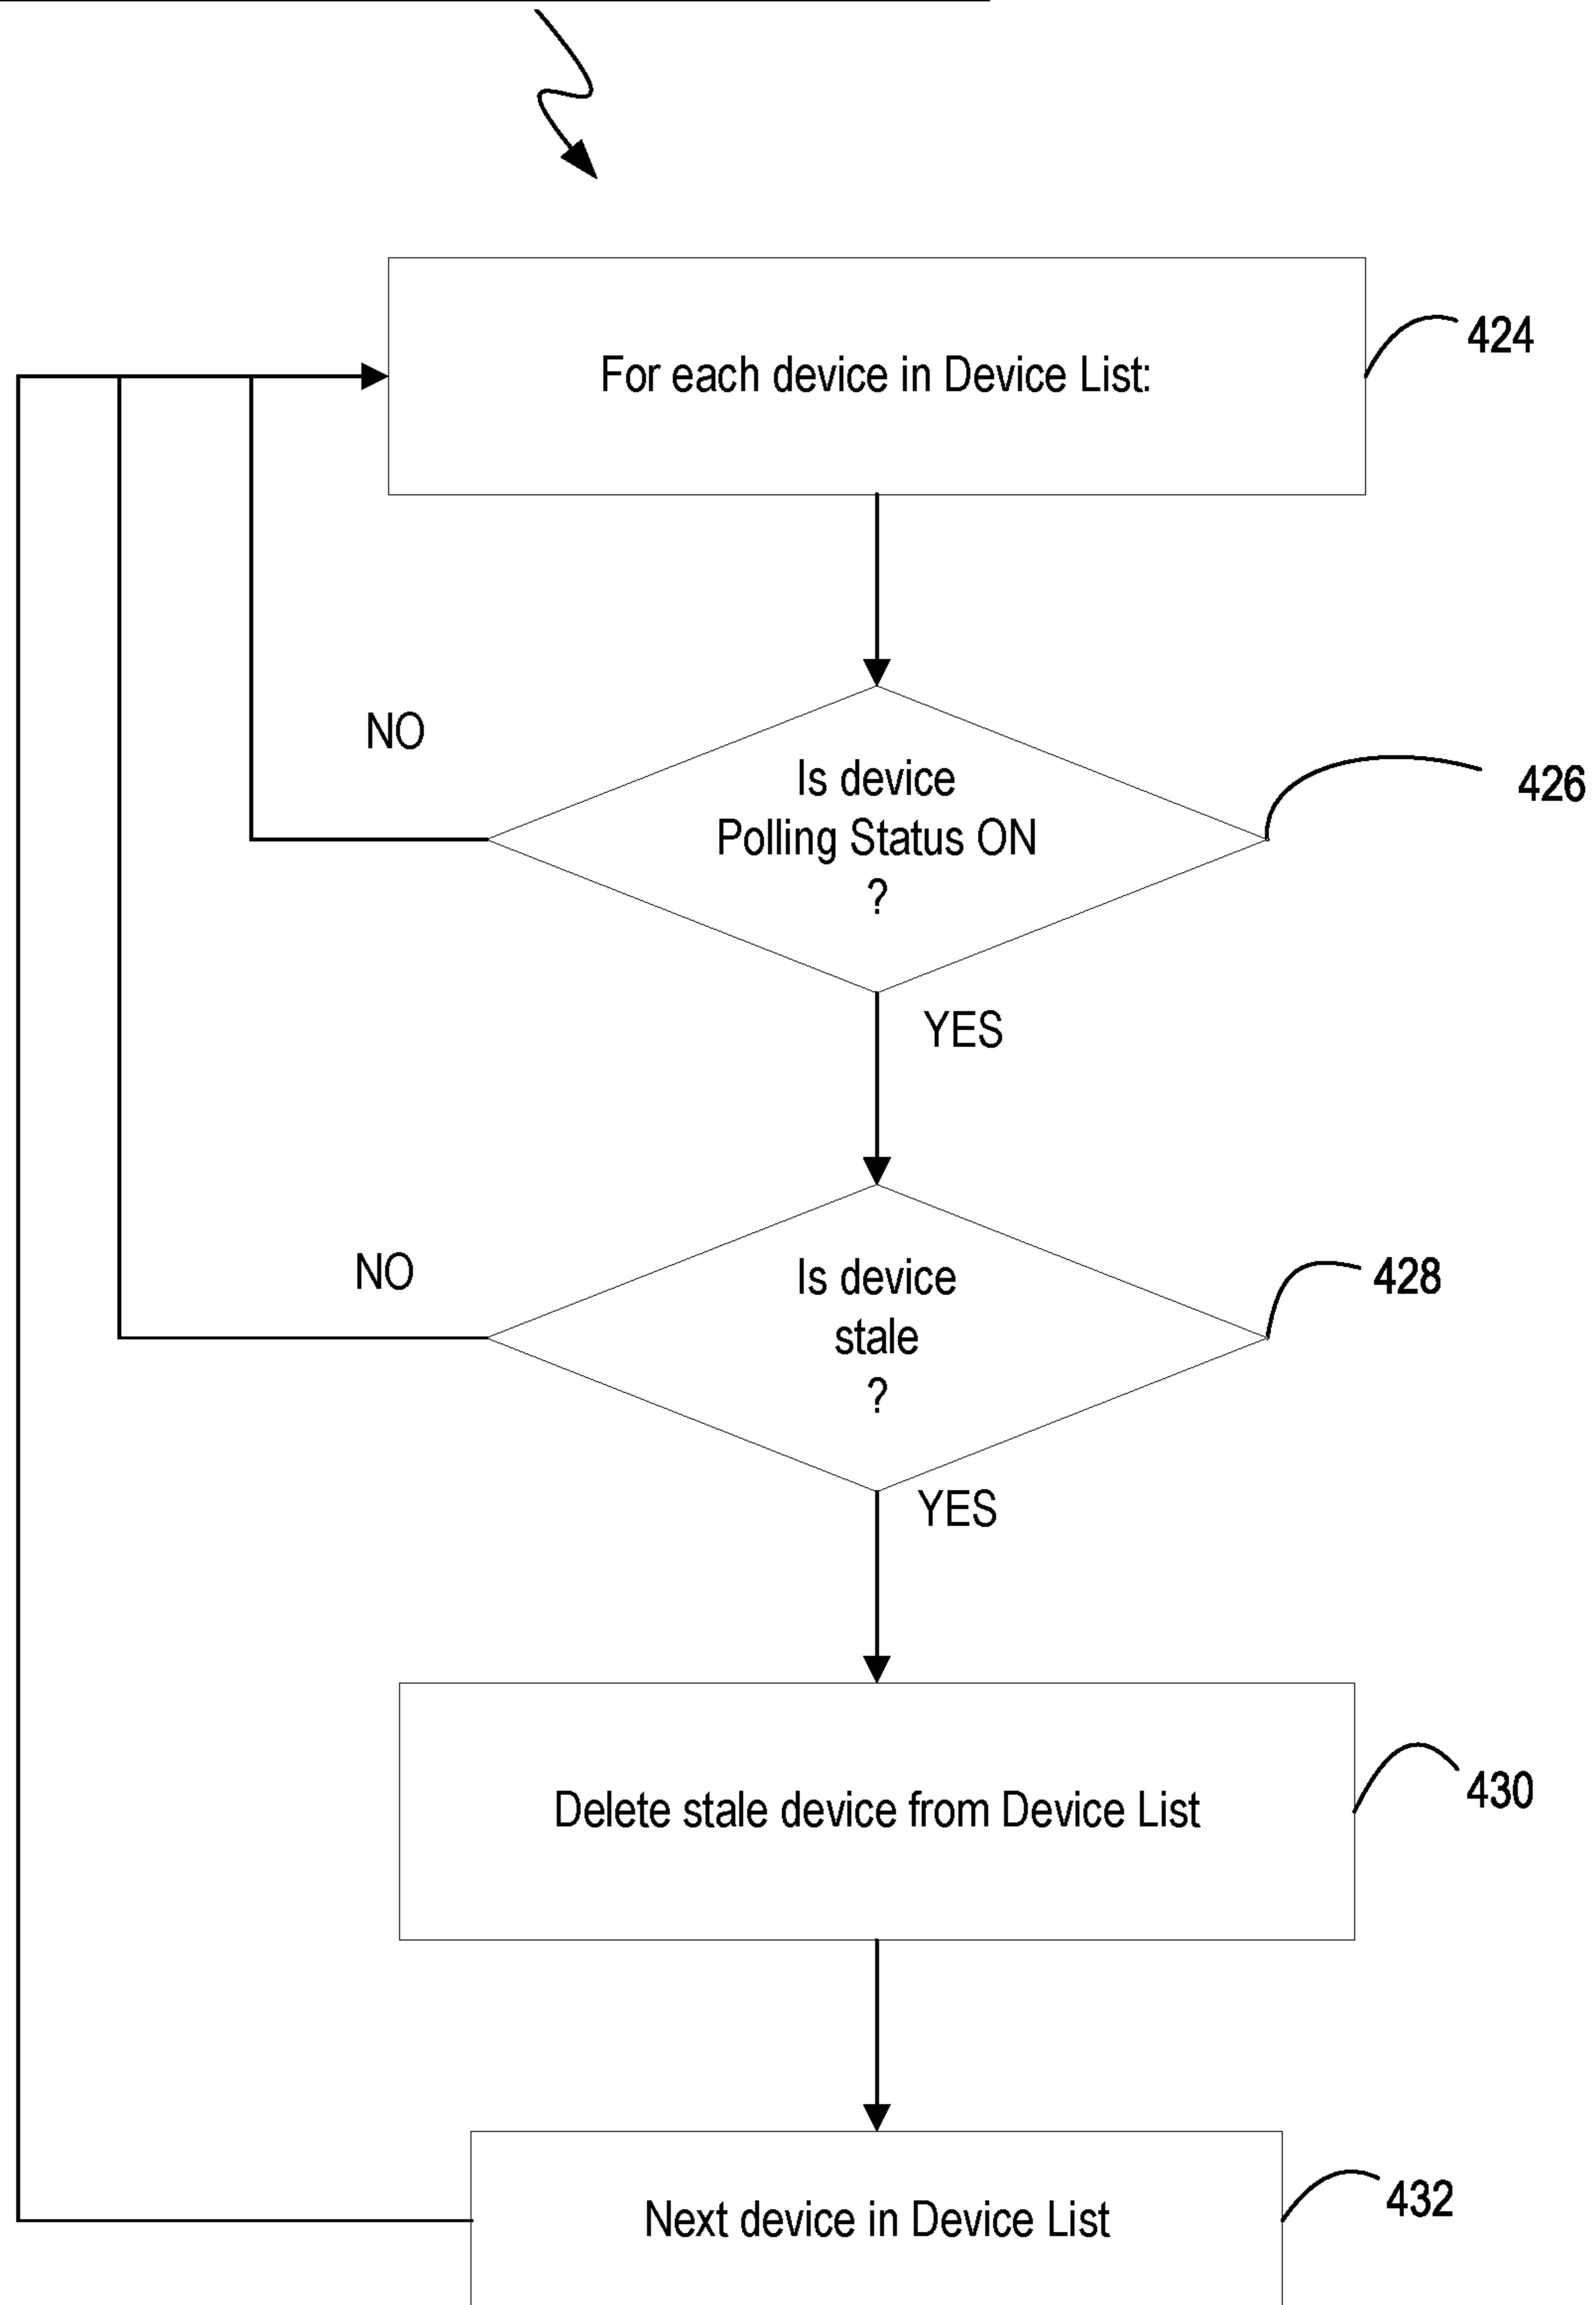 For each device in Device List:
424
NO
Is device
Polling Status ON
?
426
YES
NO
Is device
stale
?
428
YES
Delete stale device from Device List
430
Next device in Device List
432